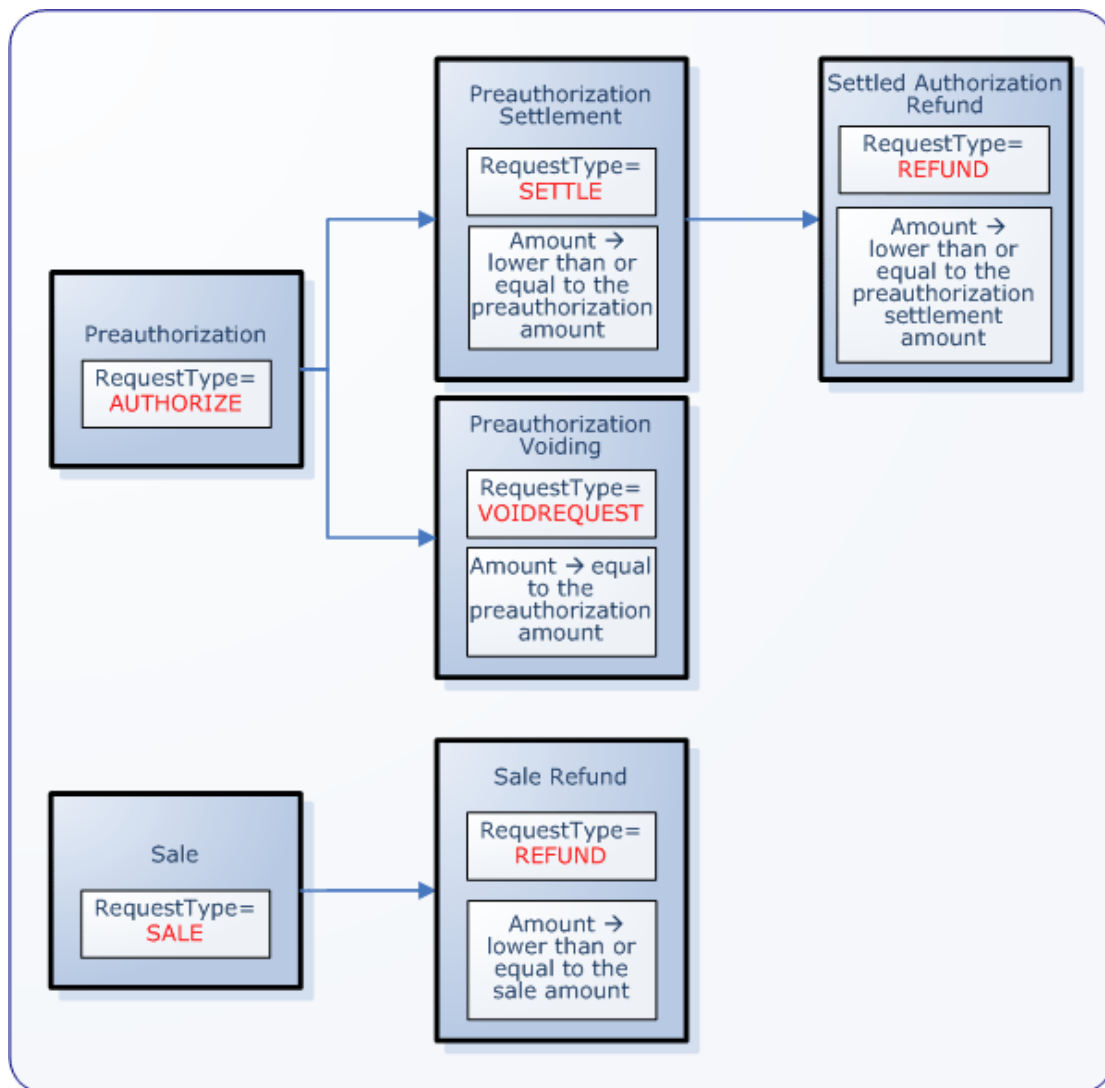 Preauthorization
Settlement
RequestType=
SETTLE
Amount →
lower than or
equal to the
preauthorization
amount
Settled Authorization
Refund
RequestType=
REFUND
Amount →
lower than or
equal to the
preauthorization
settlement
amount
Preauthorization
RequestType=
AUTHORIZE
Preauthorization
Voiding
RequestType=
VOIDREQUEST
Amount → equal
to the
preauthorization
amount
Sale
RequestType=
SALE
Sale Refund
RequestType=
REFUND
Amount →
lower than or
equal to the
sale amount